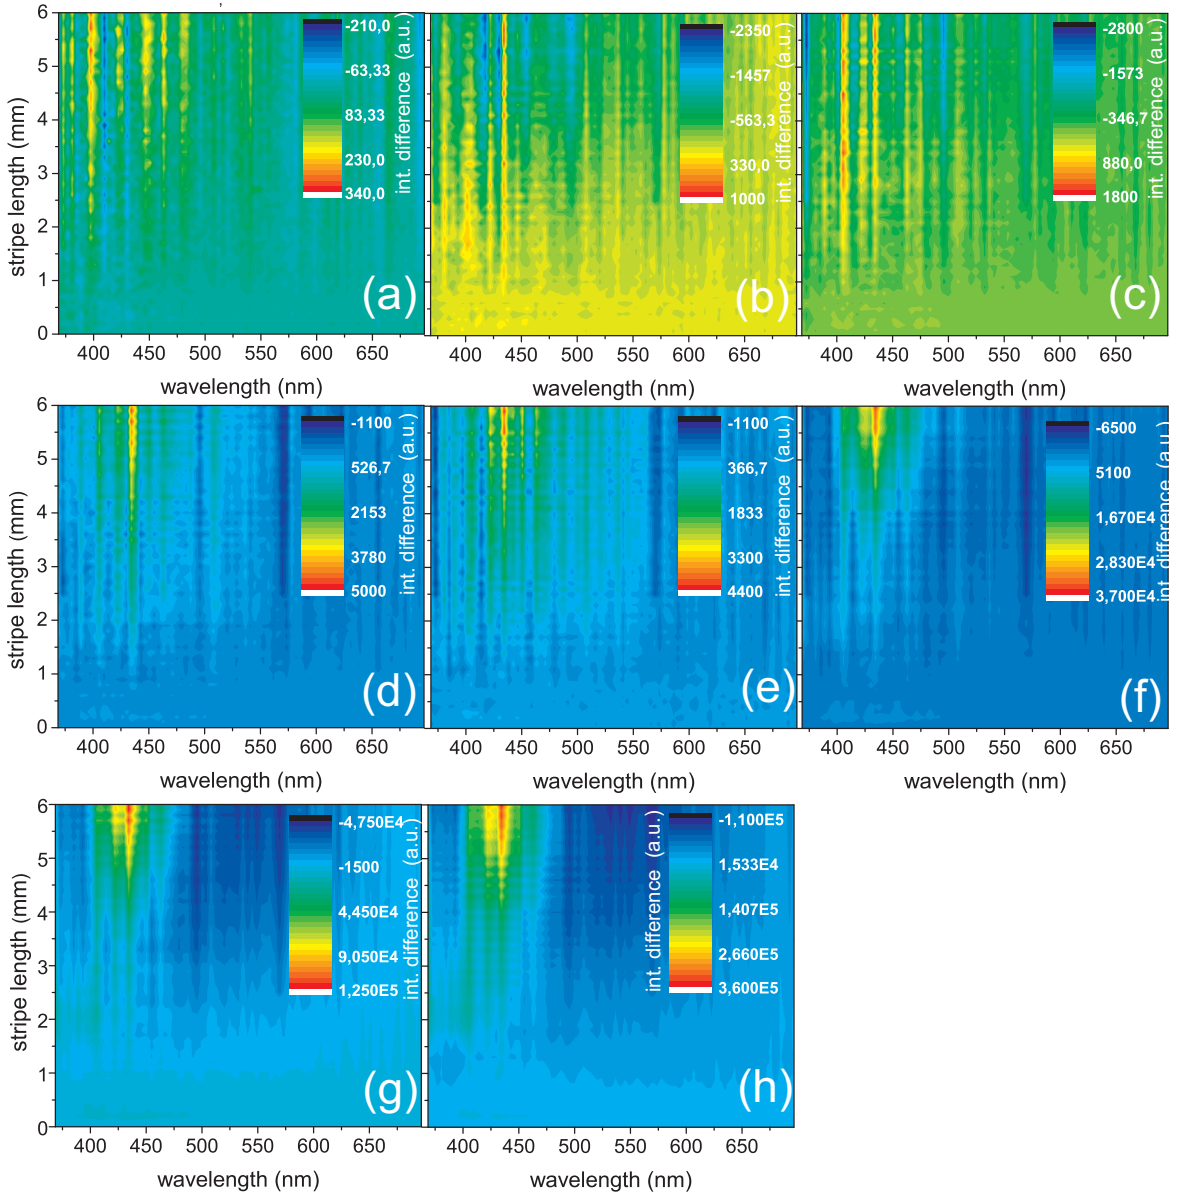 6
5
4
3
2
1
0
stripe length (mm)
-210,0
-63,33
83,33
230,0
340,0
int. difference (a.u.)
(a)
400 450 500 550 600 650
wavelength (nm)
-2350
-1457
-563,3
330,0
1000
int. difference (a.u.)
(b)
400 450 500 550 600 650
wavelength (nm)
-2800
-1573
-346,7
880,0
1800
int. difference (a.u.)
(c)
400 450 500 550 600 650
wavelength (nm)
6
5
4
3
2
1
0
stripe length (mm)
-1100
526,7
2153
3780
5000
int. difference (a.u.)
(d)
400 450 500 550 600 650
wavelength (nm)
-1100
366,7
1833
3300
4400
int. difference (a.u.)
(e)
400 450 500 550 600 650
wavelength (nm)
-6500
5100
1,670E4
2,830E4
3,700E4
int. difference (a.u.)
(f)
400 450 500 550 600 650
wavelength (nm)
6
5
4
3
2
1
0
stripe length (mm)
-4,750E4
-1500
4,450E4
9,050E4
1,250E5
int. difference (a.u.)
(g)
400 450 500 550 600 650
wavelength (nm)
-1,100E5
1,533E4
1,407E5
2,660E5
3,600E5
int. difference (a.u.)
(h)
400 450 500 550 600 650
wavelength (nm)